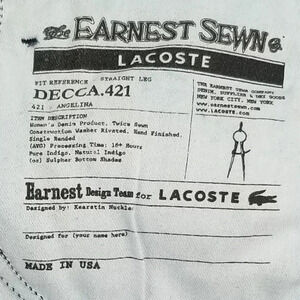 The EARNEST SEWN Co.
LACOSTE
FIT REFERENCE STRAIGHT LEG
DECCA.421
421 - ANGELINA
THE EARNEST SEWN COMPANY
DENIM, SUPPLIES & DRY GOODS
NEW YORK CITY, NEW YORK
www.earnestsewn.com
www.lacoste.com
ITEM DESCRIPTION
Women's Denim Product, Twice Sewn
Construction Washer Riveted, Hand Finished,
Single Needled
(AVG) Processing Time: 18+ Hours
Pure Indigo, Natural Indigo
(or) Sulphur Bottom Shades
Earnest Design Team for LACOSTE
Designed by: Kearstin Nuckle
Designed for (your name here)
MADE IN USA